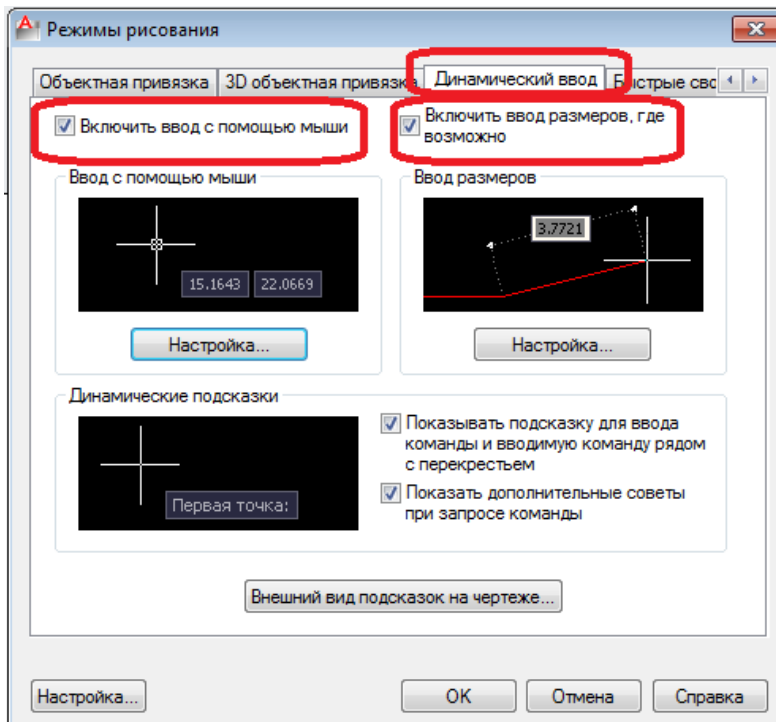 Режимы рисования
Объектная привязка
3D объектная привязка
Динамический ввод
Быстрые сво
Включить ввод с помощью мыши
Включить ввод размеров, где
возможно
Ввод с помощью мыши
Ввод размеров
15.1643 22.0669
3.7721
Настройка...
Настройка...
Динамические подсказки
Первая точка:
Показывать подсказку для ввода
команды и вводимую команду рядом
с перекрестьем
Показать дополнительные советы
при запросе команды
Внешний вид подсказок на чертеже...
Настройка...
OK
Отмена
Справка